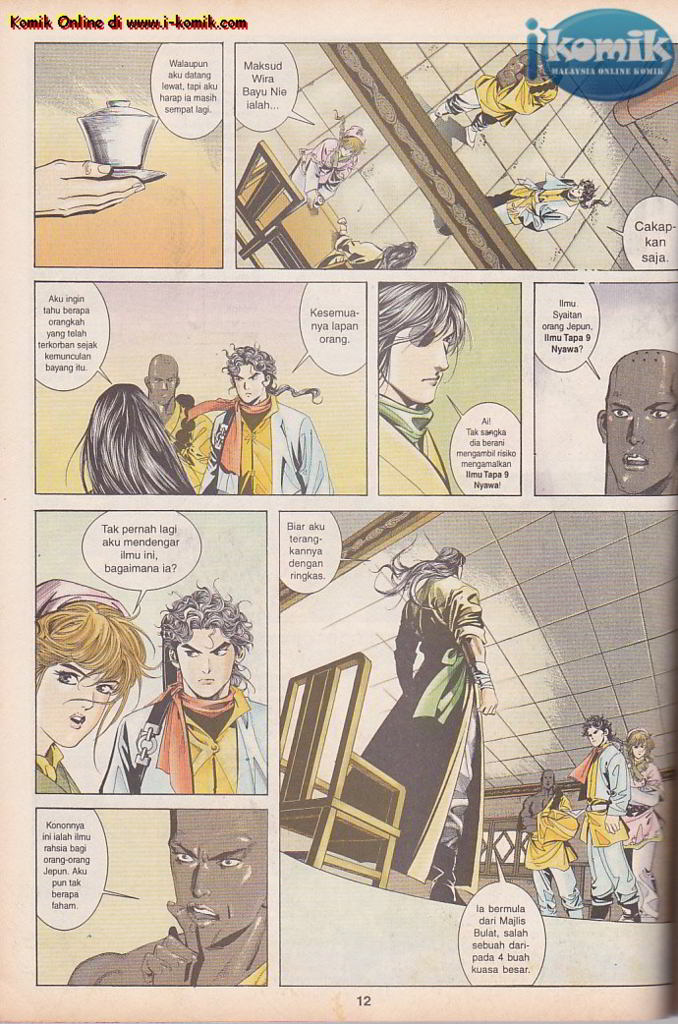 Komik Online di www.i-komik.com
ikomik
MALAYSIA ONLINE KOMIK
Walaupun
aku datang
lewat, tapi aku
harap ia masih
sempat lagi.
Maksud
Wira
Bayu Nie
ialah...
Cakap-
kan
saja.
Aku ingin
tahu berapa
orangkah
yang telah
terkorban sejak
kemunculan
bayang itu.
Kesemua-
nya lapan
orang.
Ai!
Tak sangka
dia berani
mengambil risiko
mengamalkan
Ilmu Tapa 9
Nyawa!
Ilmu
Syaitan
orang Jepun,
Ilmu Tapa 9
Nyawa?
Tak pernah lagi
aku mendengar
ilmu ini,
bagaimana ia?
Biar aku
terang-
kannya
dengan
ringkas.
Kononnya
ini ialah ilmu
rahsia bagi
orang-orang
Jepun. Aku
pun tak
berapa
faham.
Ia bermula
dari Majlis
Bulat, salah
sebuah dari-
pada 4 buah
kuasa besar.
12